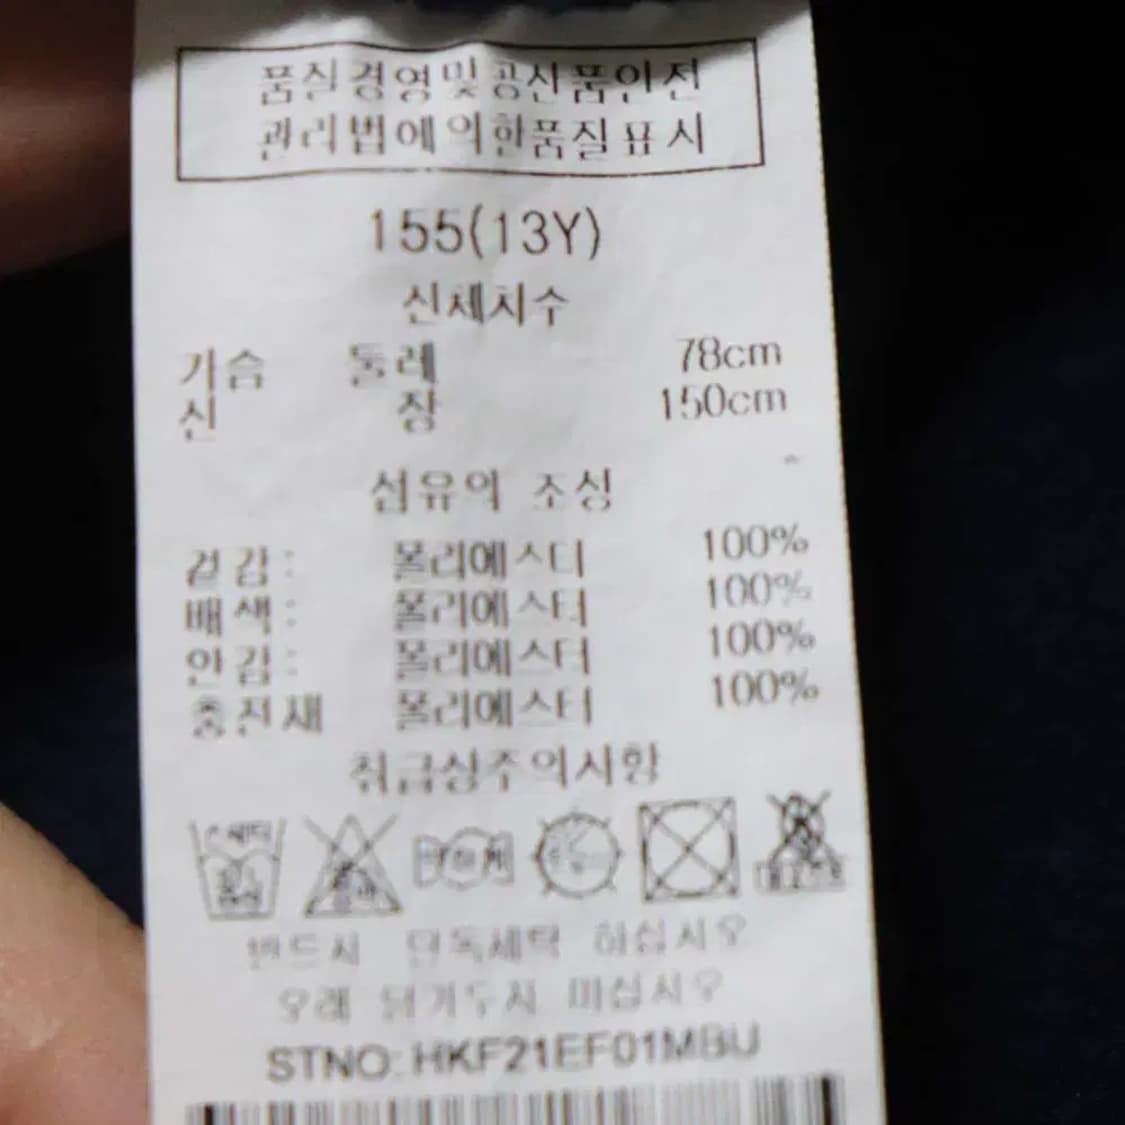 품질경영및공산품안전
관리법에의한품질표시
155(13Y)
신체치수
가슴 둘레 78cm
신 장 150cm
섬유의 조성
겉감: 폴리에스터 100%
배색: 폴리에스터 100%
안감: 폴리에스터 100%
충전재 폴리에스터 100%
취급상주의사항
약하게
반드시 단독세탁 하십시오
오래 담가두지 마십시오
STNO: HKF21EF01MBU